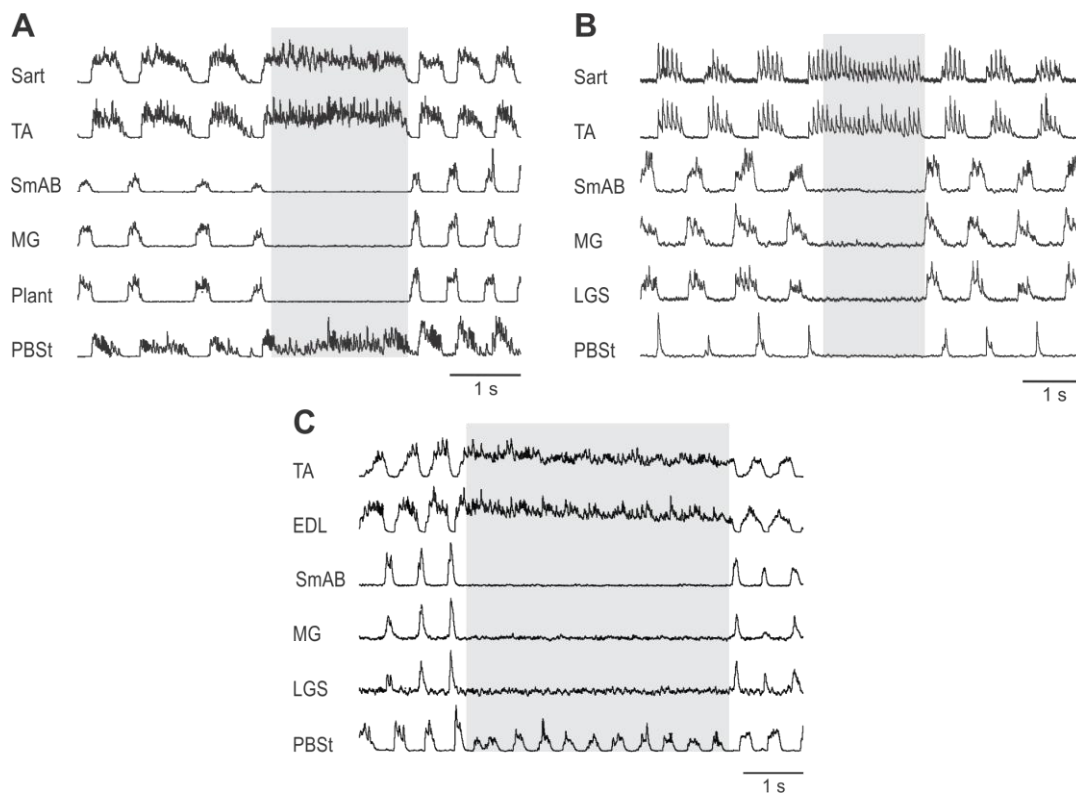 A
Sart
TA
SmAB
MG
Plant
PBSt
1 s
B
Sart
TA
SmAB
MG
LGS
PBSt
1 s
C
TA
EDL
SmAB
MG
LGS
PBSt
1 s